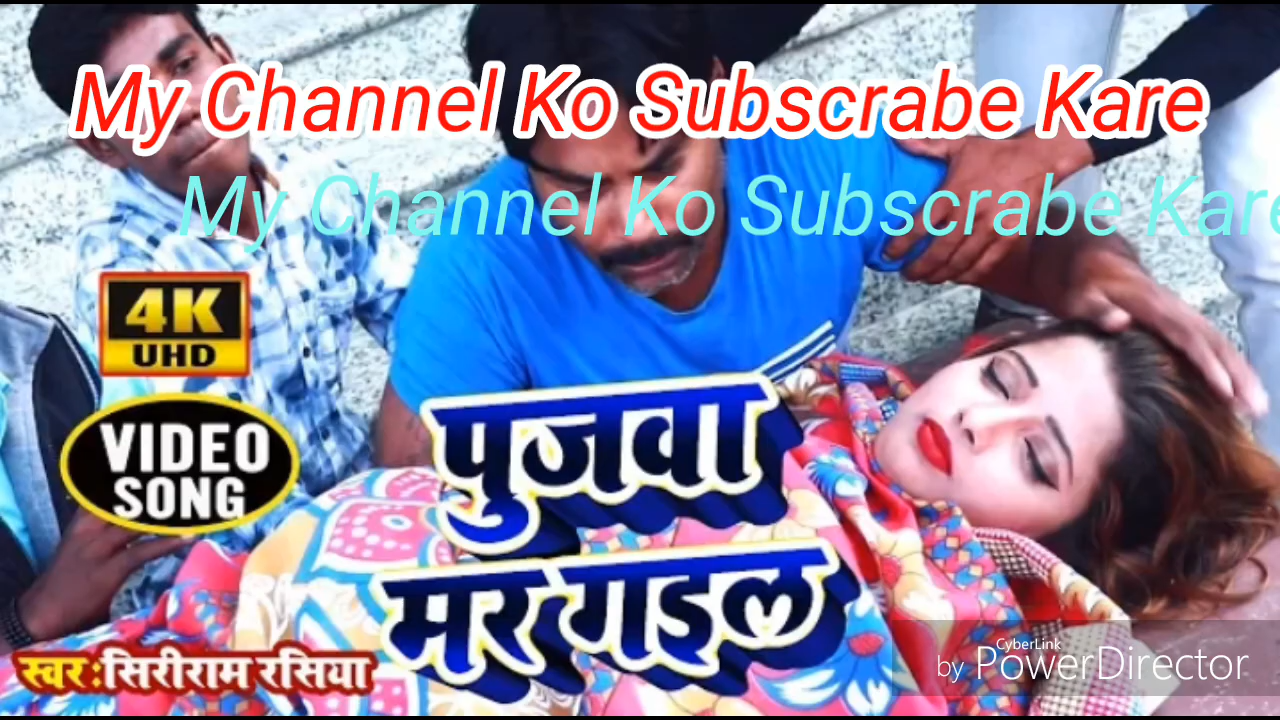 My Channel Ko Subscrabe Kare
My Channel Ko Subscrabe Kare
4K
UHD
VIDEO
SONG
पुजवा
मर गइल
स्वर : सिरीराम रसिया
CyberLink
by PowerDirector